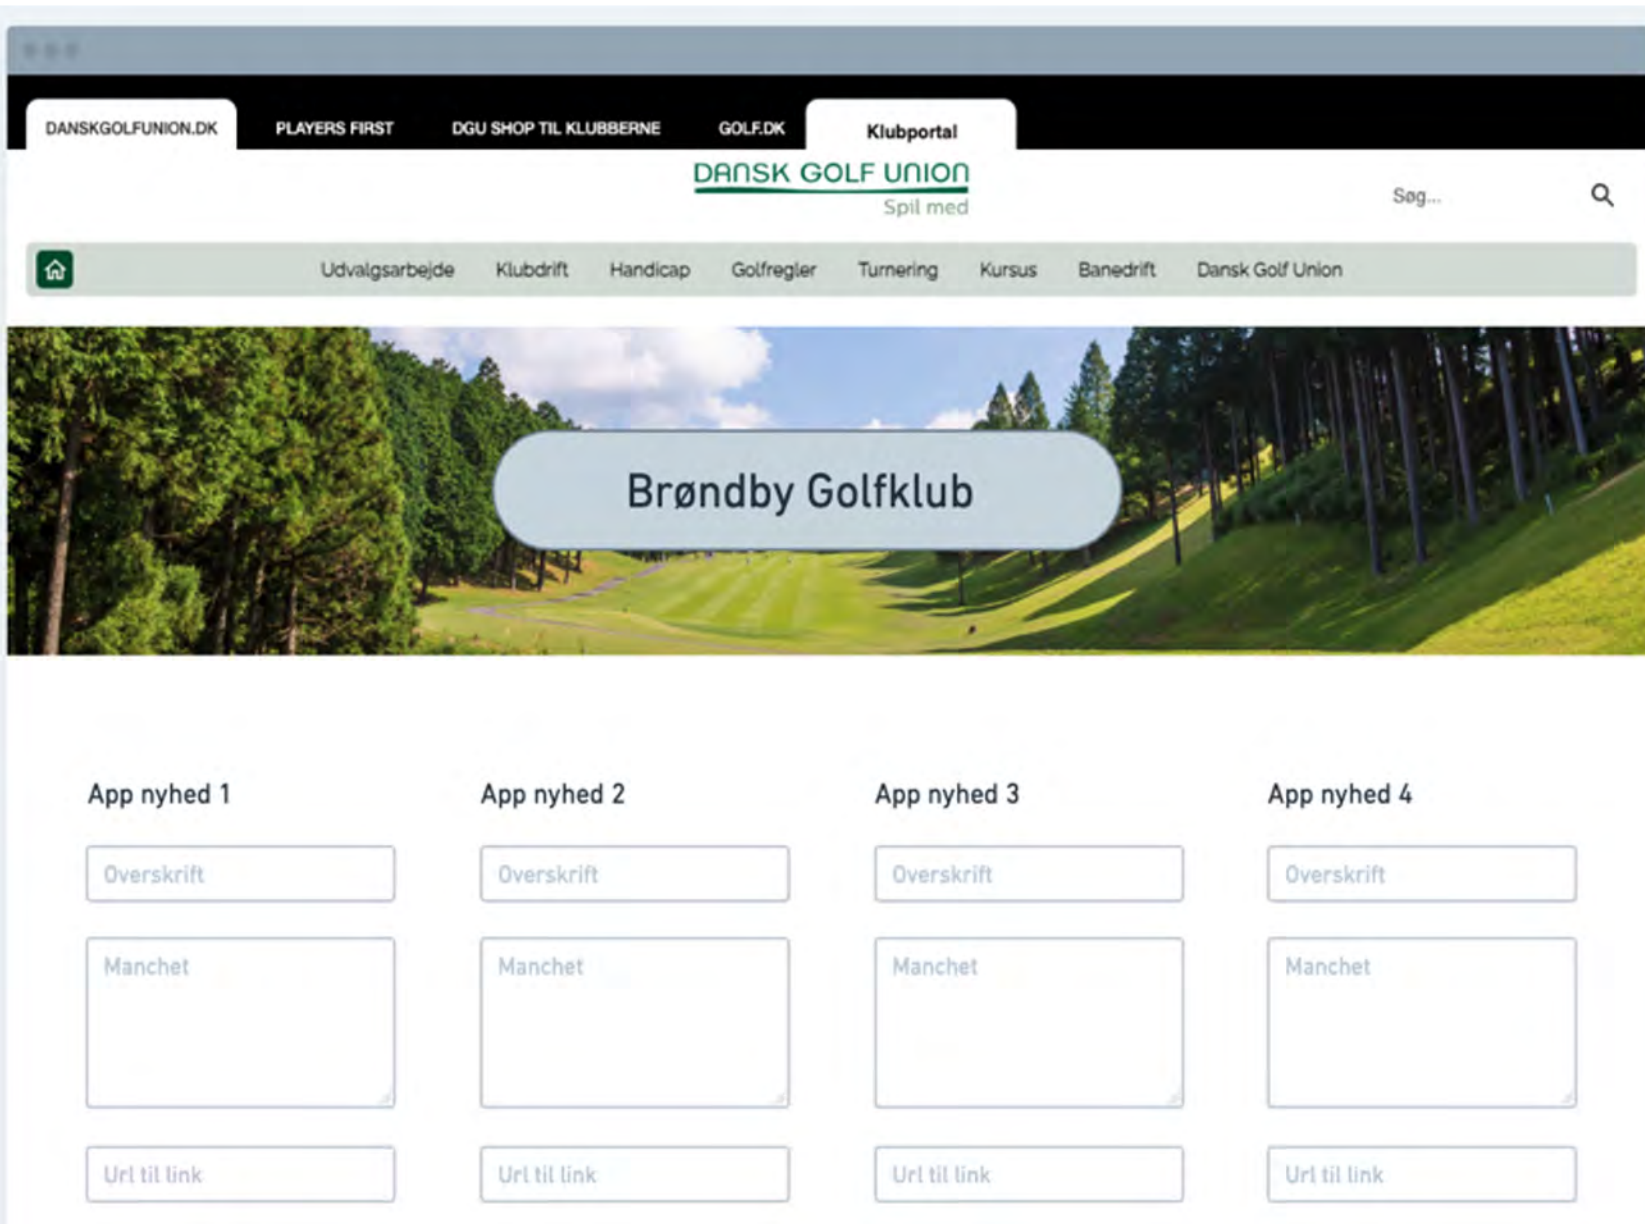 DANSKGOLFUNION.DK PLAYERS FIRST DGU SHOP TIL KLUBBERNE GOLF.DK Klubportal
DANSK GOLF UNION
Spil med
Søg...
Udvalgsarbejde Klubdrift Handicap Golfregler Turnering Kursus Banedrift Dansk Golf Union
Brøndby Golfklub
App nyhed 1 App nyhed 2 App nyhed 3 App nyhed 4
Overskrift Overskrift Overskrift Overskrift
Manchet Manchet Manchet Manchet
Url til link Url til link Url til link Url til link